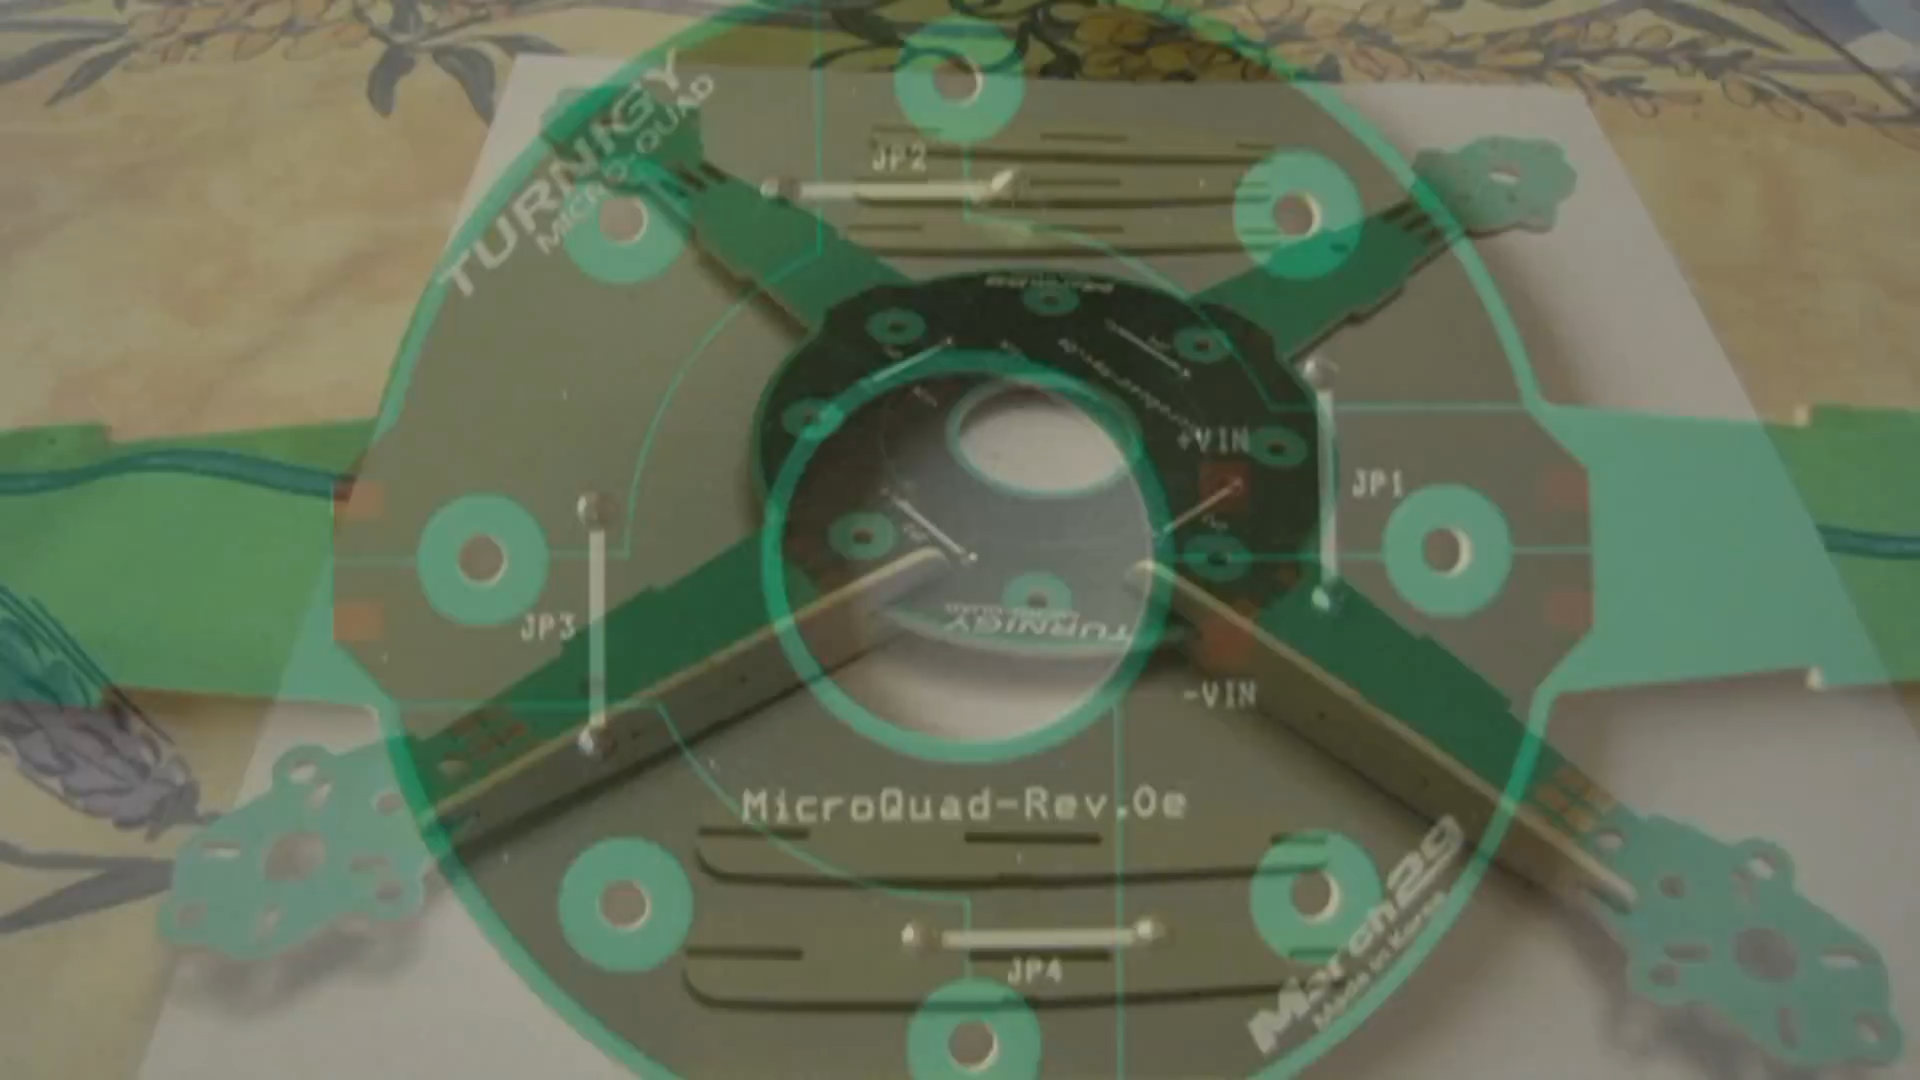 TURNIGY
MICRO-QUAD
JP2
+VIN
JP1
JP3
TURNIGY
-VIN
MicroQuad-Rev.0e
March29
Made in Korea
JP4